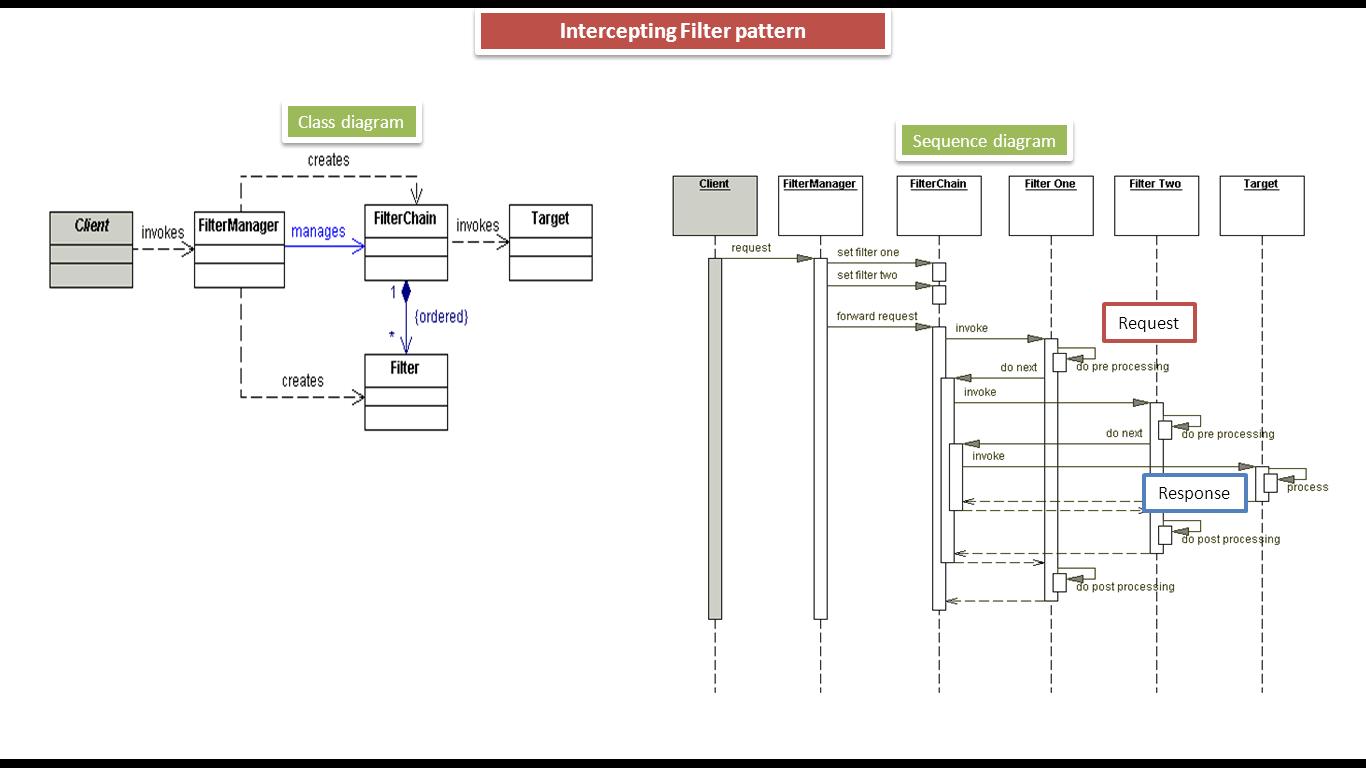 Intercepting Filter pattern
Class diagram
creates
Client
invokes
FilterManager
manages
FilterChain
invokes
Target
1
{ordered}
*
Filter
creates
Sequence diagram
Client
FilterManager
FilterChain
Filter One
Filter Two
Target
request
set filter one
set filter two
forward request
invoke
Request
do pre processing
do next
invoke
do pre processing
do next
invoke
process
Response
do post processing
do post processing